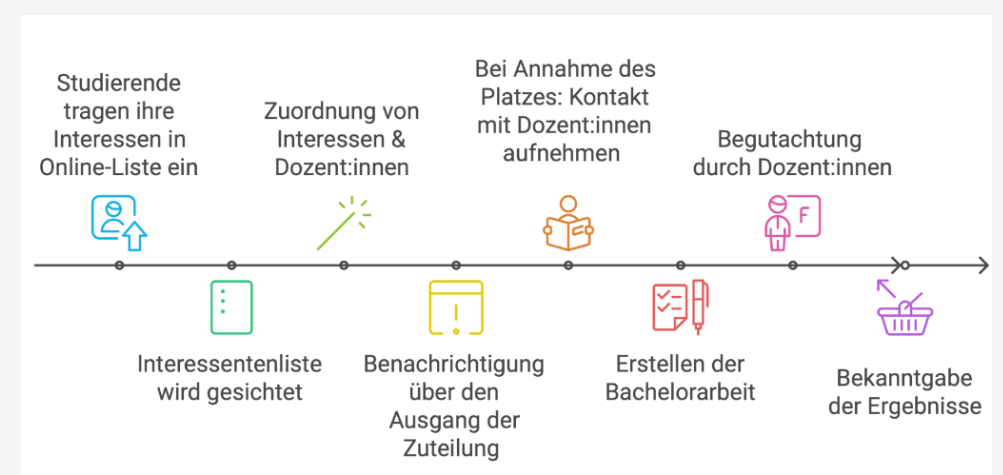 Studierende
tragen ihre
Interessen in
Online-Liste ein
Interessentenliste
wird gesichtet
Zuordnung von
Interessen &
Dozent:innen
Benachrichtigung
über den
Ausgang der
Zuteilung
Bei Annahme des
Platzes: Kontakt
mit Dozent:innen
aufnehmen
Erstellen der
Bachelorarbeit
Begutachtung
durch Dozent:innen
F
Bekanntgabe
der Ergebnisse